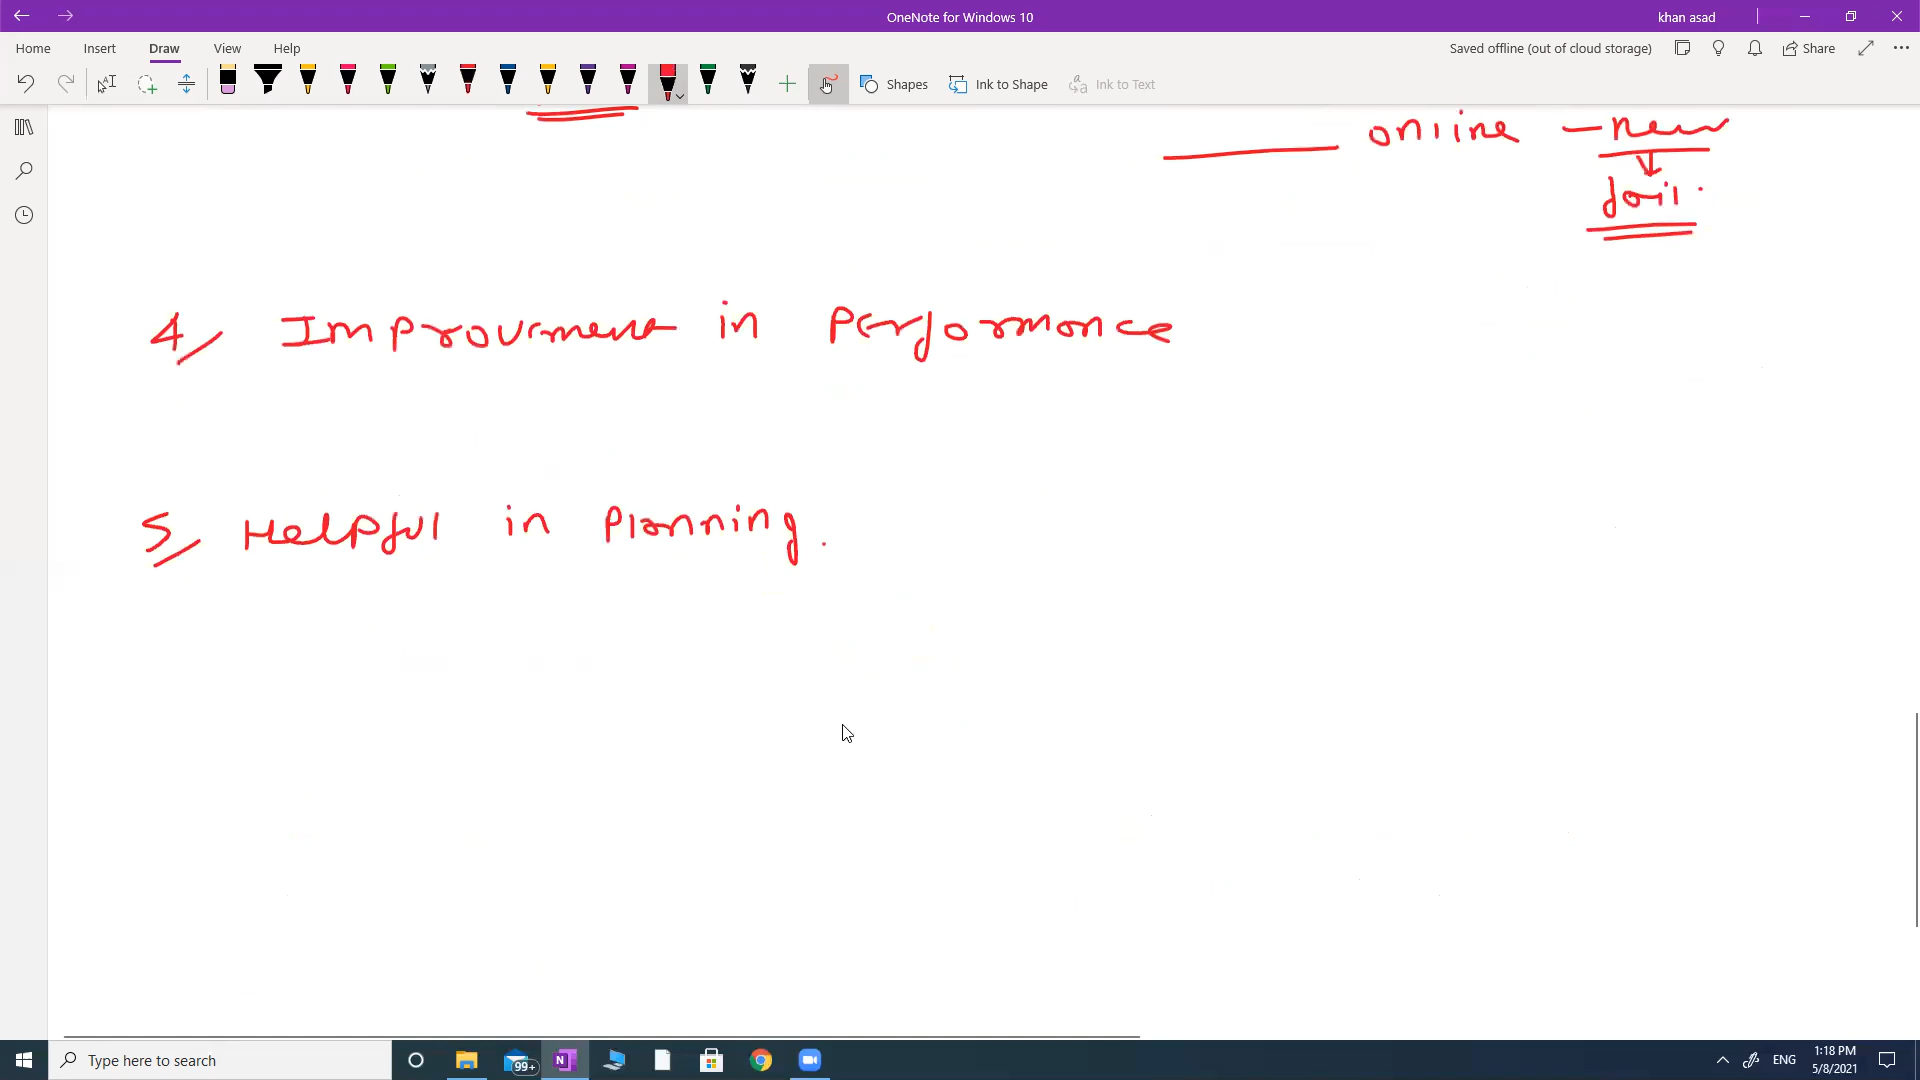 OneNote for Windows 10
khan asad
Home Insert Draw View Help
Saved offline (out of cloud storage)
Share
Shapes
Ink to Shape
Ink to Text
online - new
fail.
4/ Improvement in Performance
5/ Helpful in Planning.
Type here to search
99+
N
ENG
1:18 PM
5/8/2021